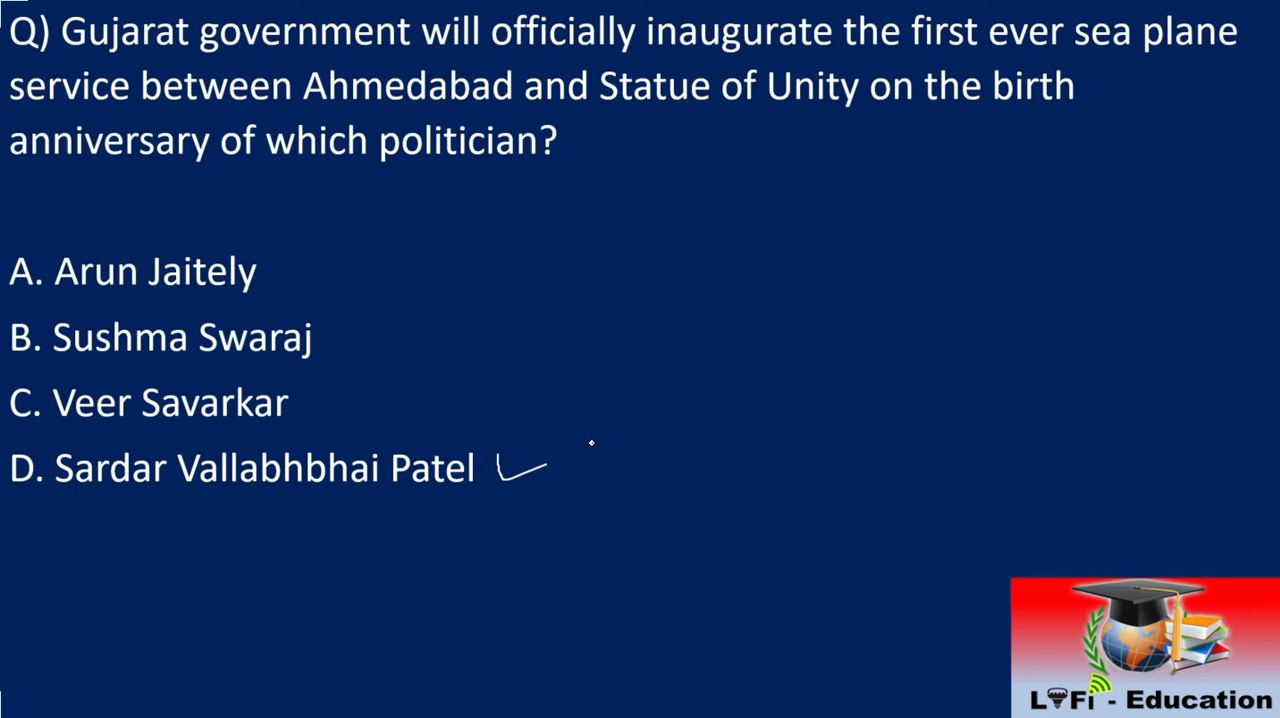 Q) Gujarat government will officially inaugurate the first ever sea plane
service between Ahmedabad and Statue of Unity on the birth
anniversary of which politician?
A. Arun Jaitely
B. Sushma Swaraj
C. Veer Savarkar
D. Sardar Vallabhbhai Patel
LiFi - Education